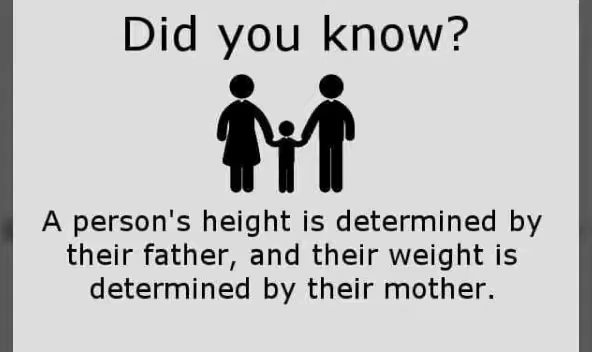 Did you know?
A person's height is determined by
their father, and their weight is
determined by their mother.